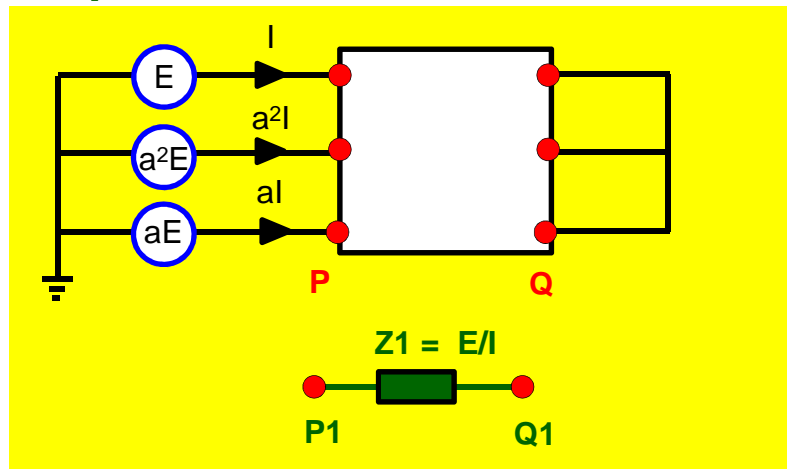 I
E
a²I
a²E
aI
aE
P Q
Z1 = E/I
P1 Q1